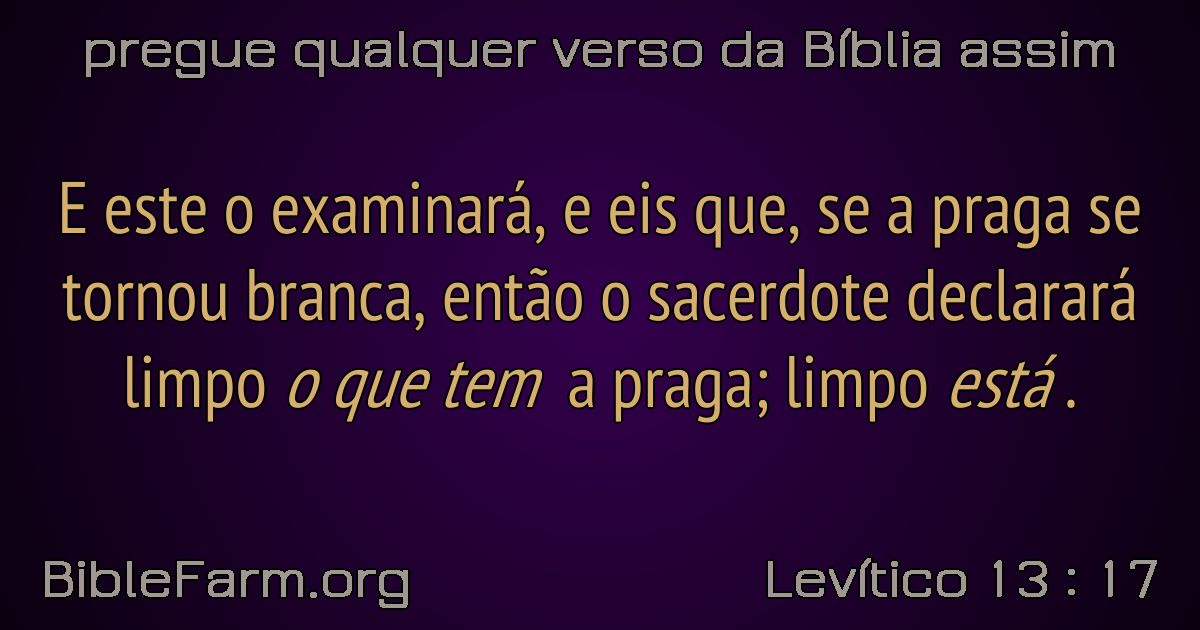 pregue qualquer verso da Bíblia assim
E este o examinará, e eis que, se a praga se
tornou branca, então o sacerdote declarará
limpo o que tem a praga; limpo está .
BibleFarm.org
Levítico 13 : 17